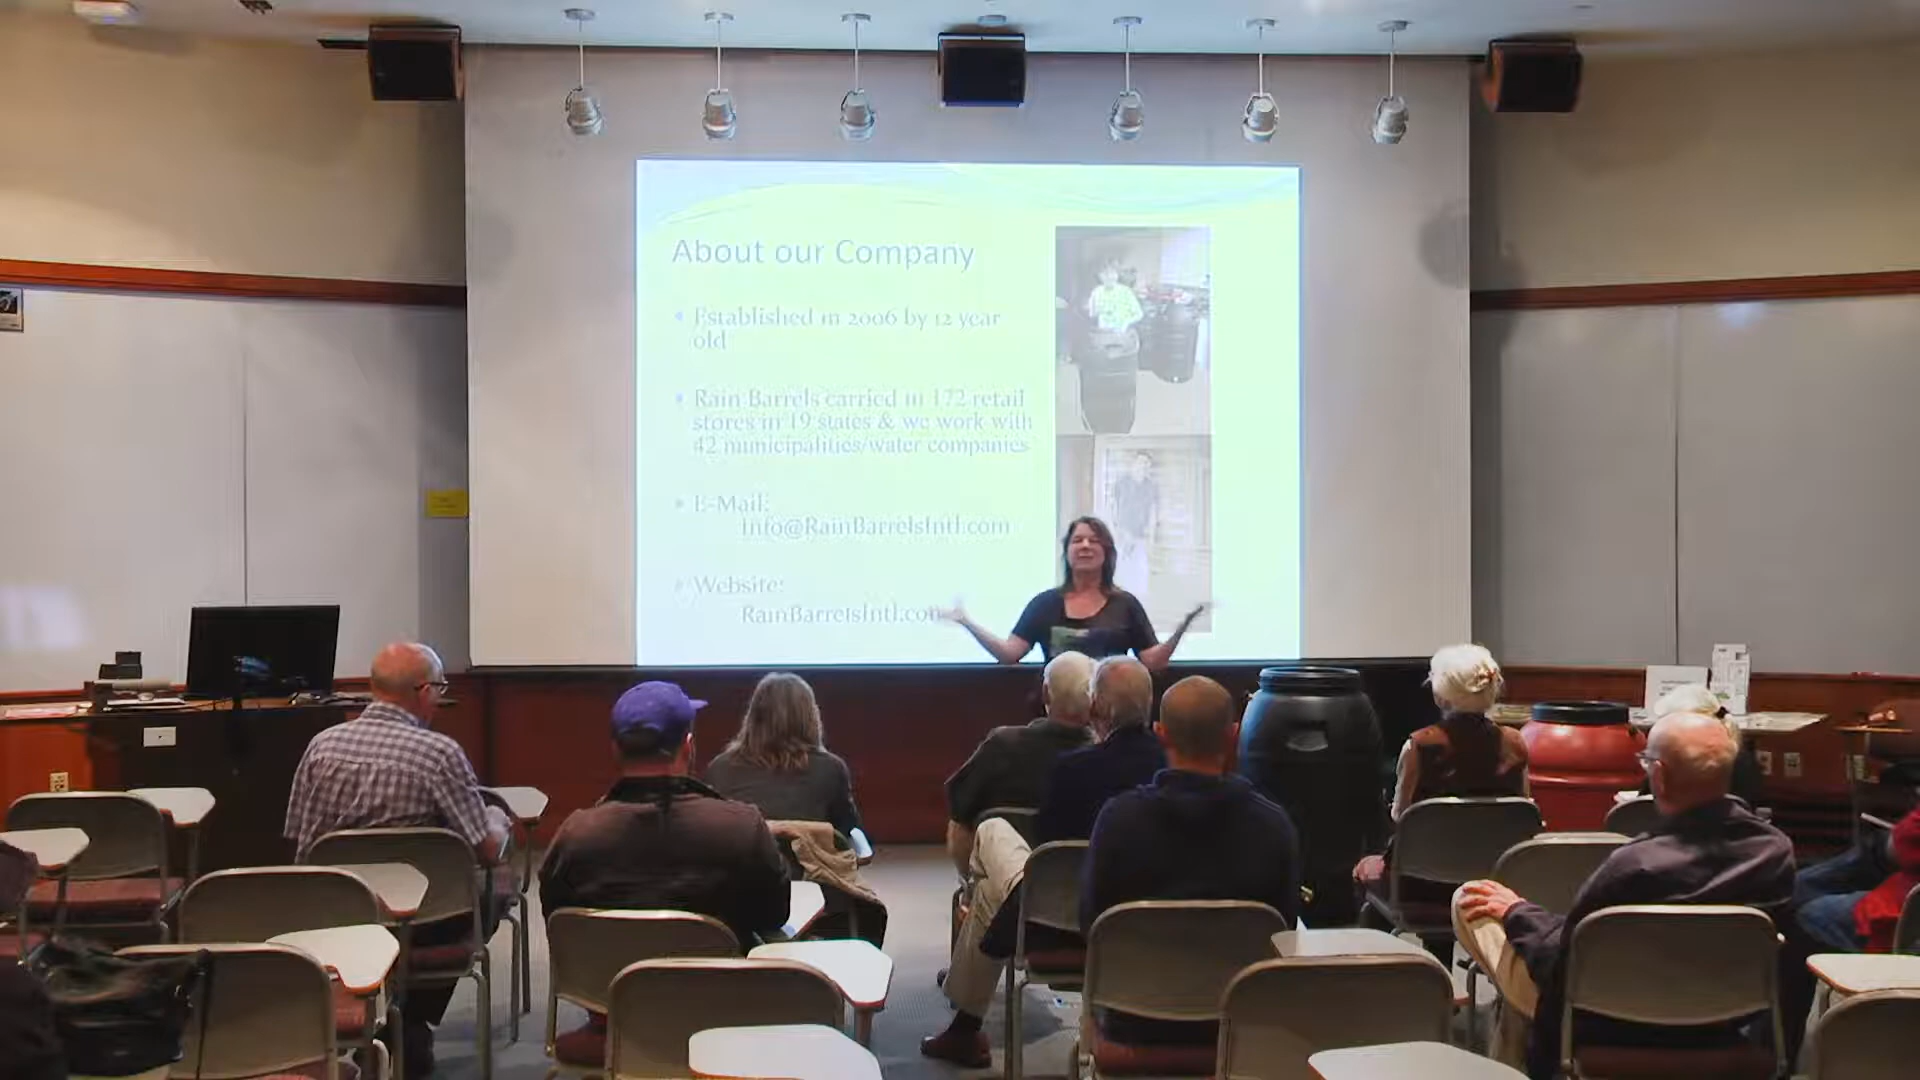 About our Company
• Established in 2006 by 12 year
old
• Rain Barrels carried in 172 retail
stores in 19 states & we work with
42 municipalities/water companies
• E-Mail:
Info@RainBarrelsIntl.com
• Website:
RainBarrelsIntl.com